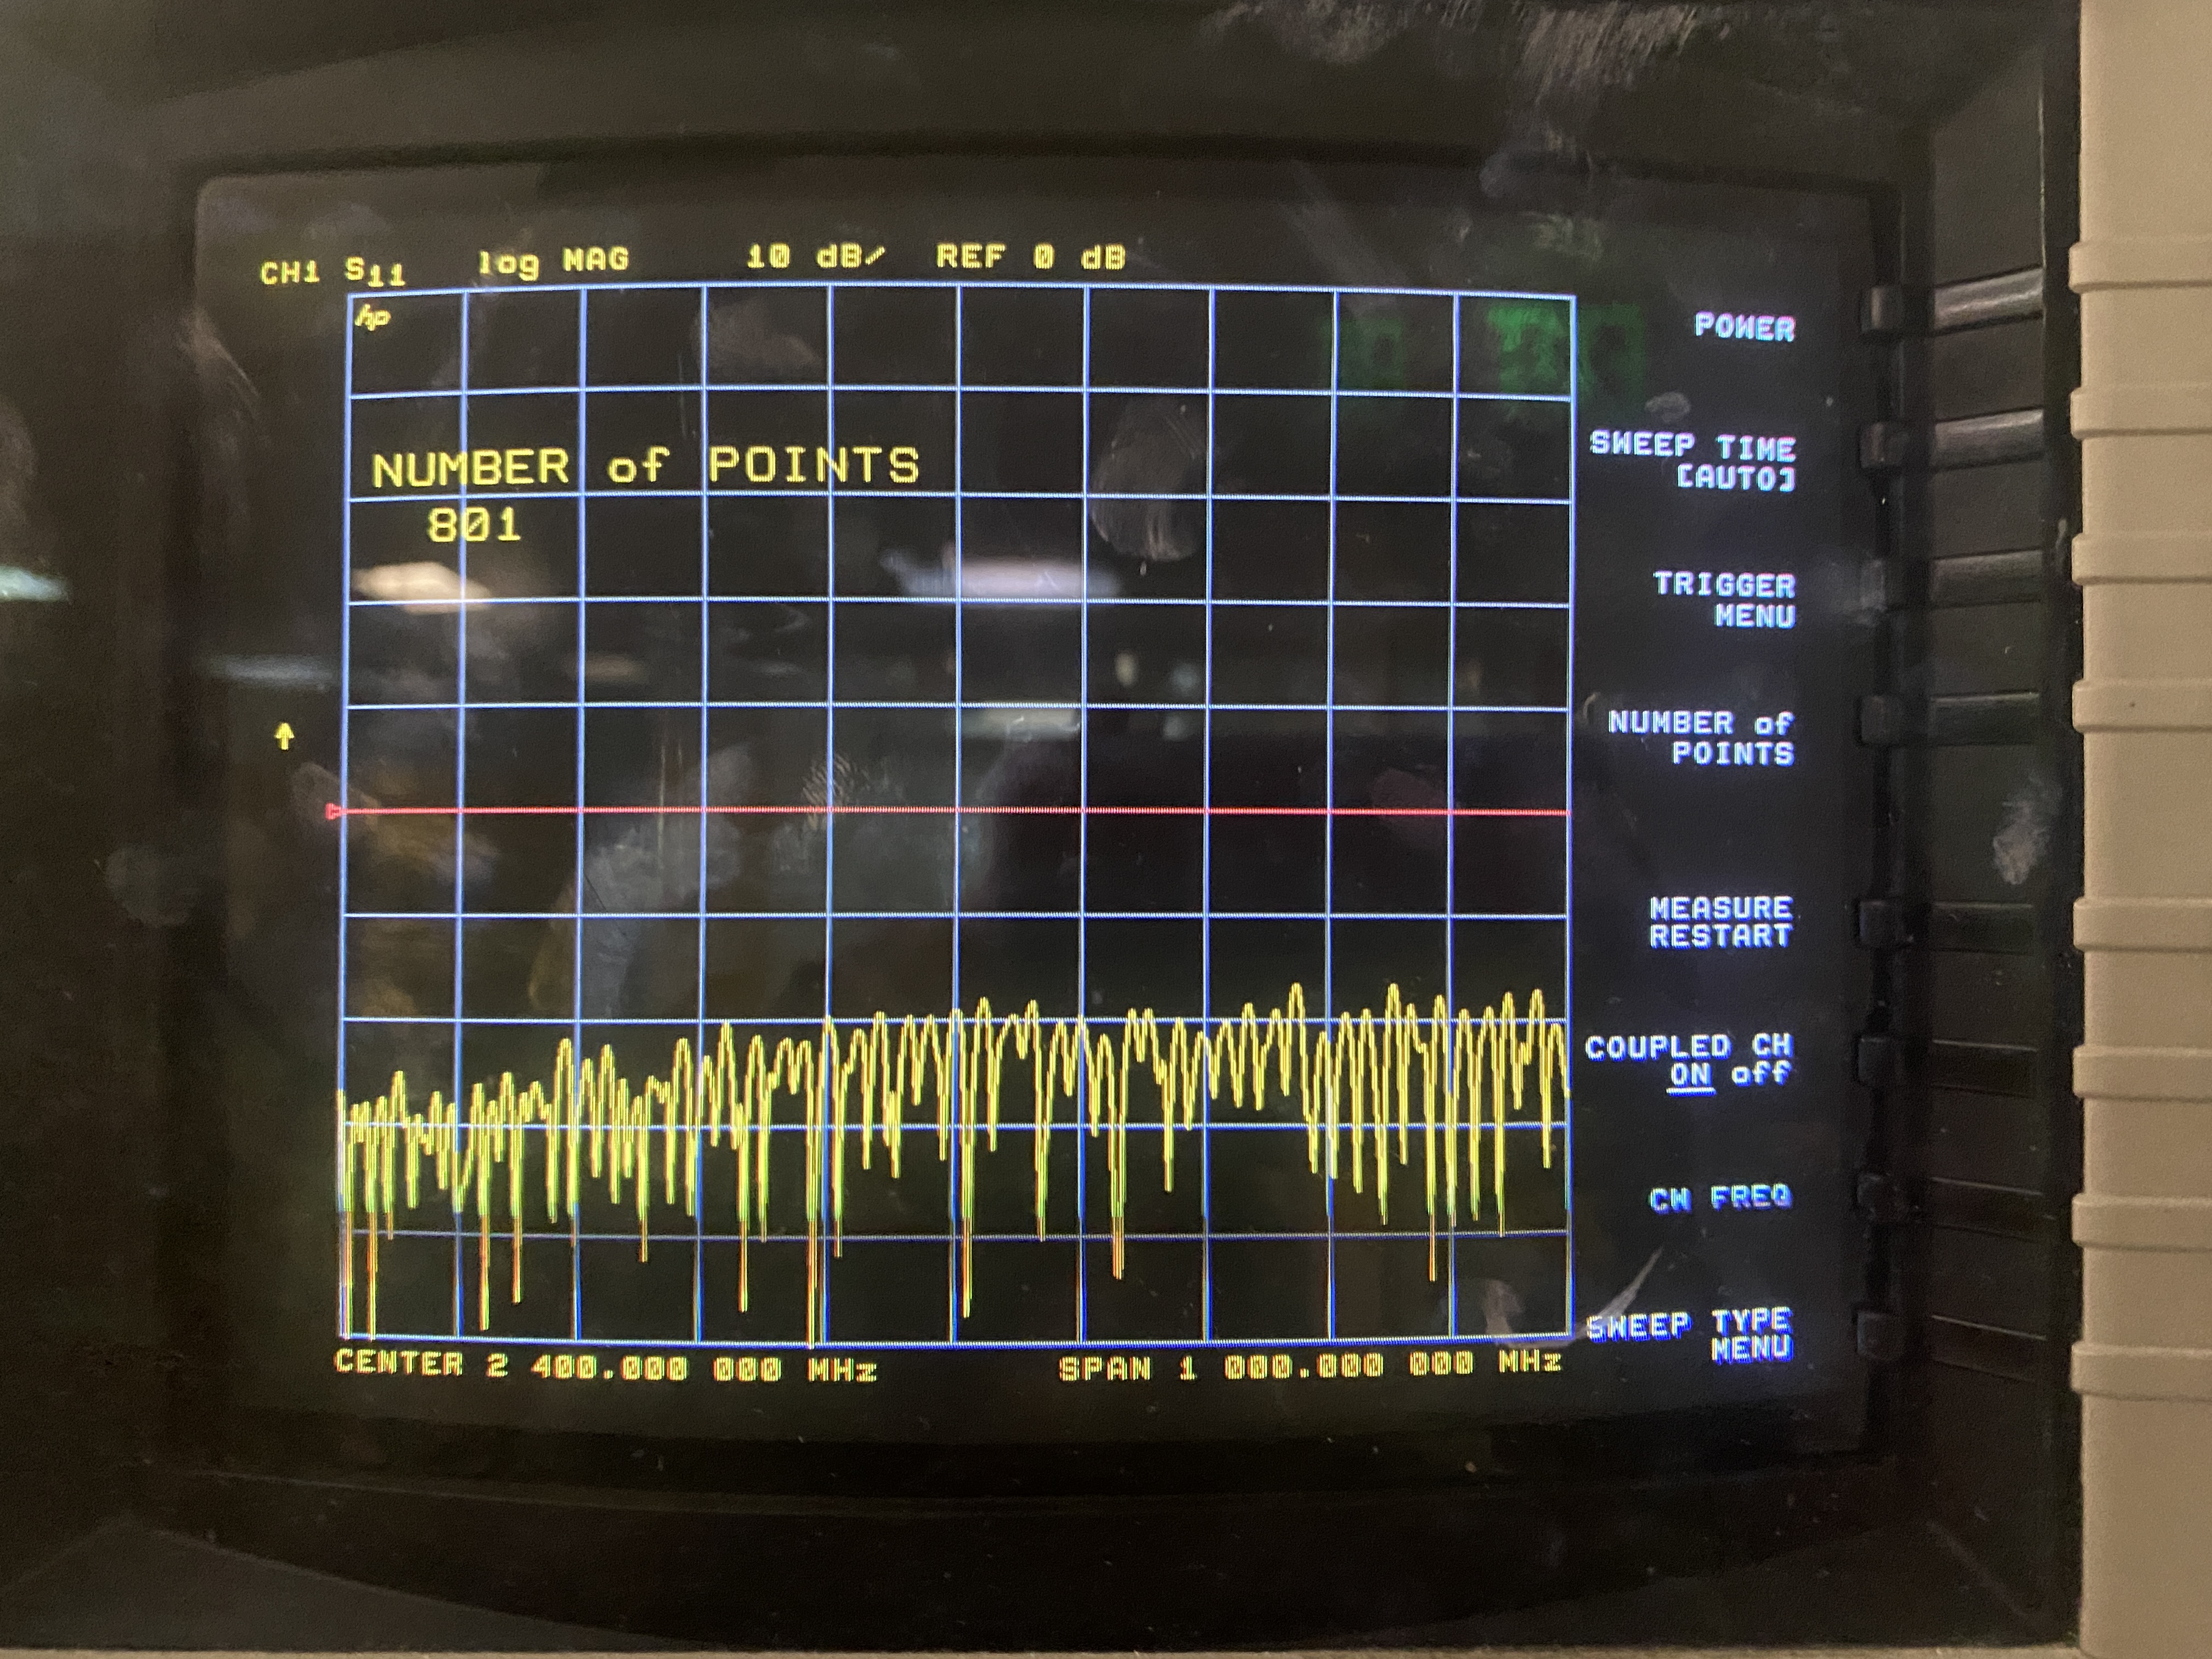 CH1 S11 log MAG 10 dB/ REF 0 dB
hp
NUMBER of POINTS
801
POWER
SWEEP TIME
[AUTO]
TRIGGER
MENU
NUMBER of
POINTS
MEASURE
RESTART
COUPLED CH
ON off
CW FREQ
SWEEP TYPE
MENU
CENTER 2 400.000 000 MHz SPAN 1 000.000 000 MHz